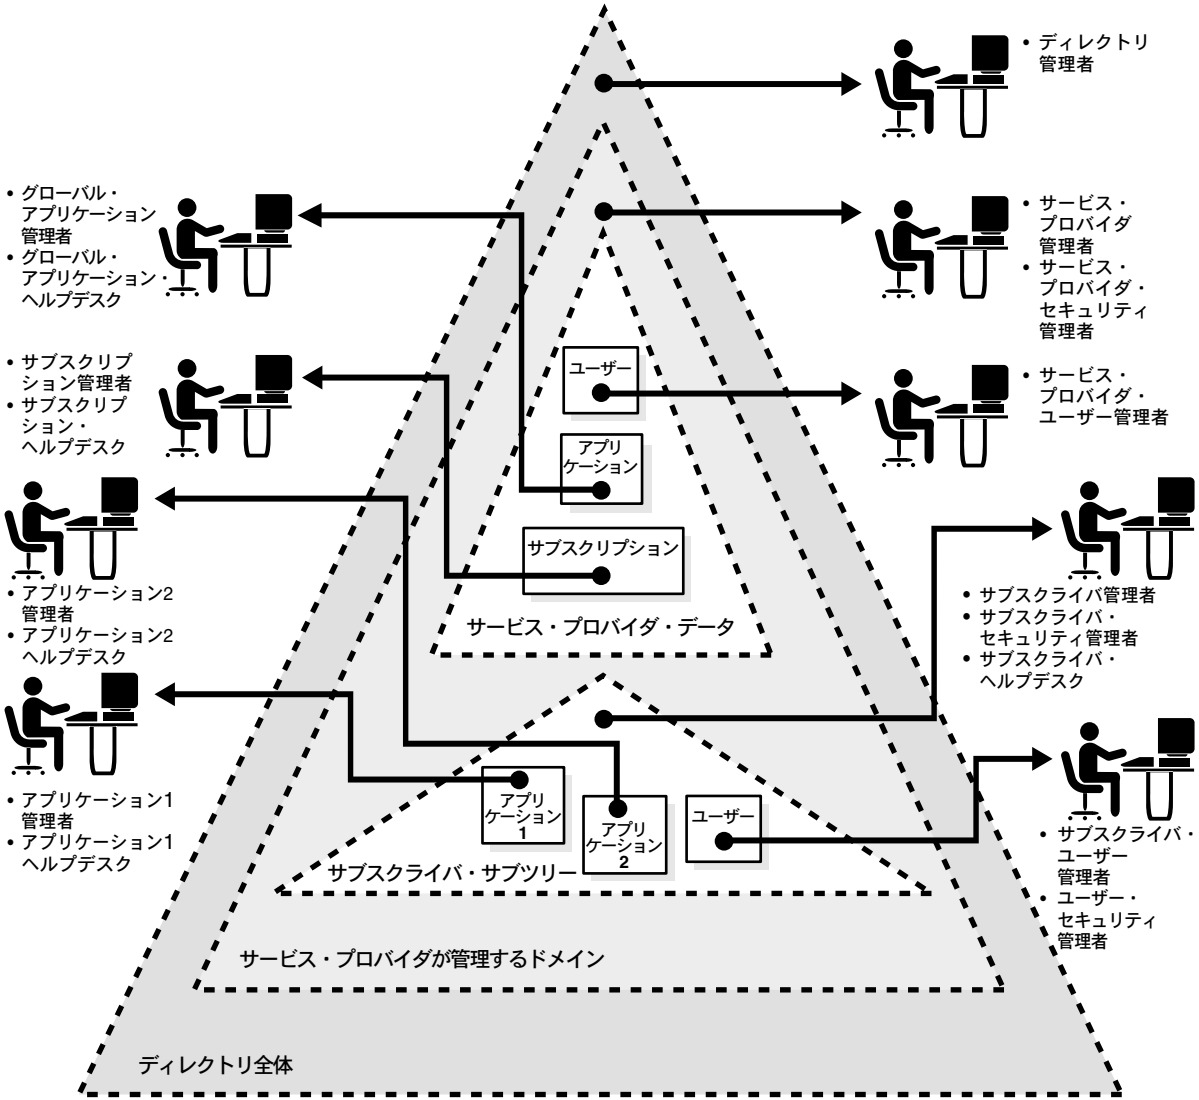 • ディレクトリ
管理者
• グローバル・
アプリケーション
管理者
• グローバル・
アプリケーション・
ヘルプデスク
• サービス・
プロバイダ
管理者
• サービス・
プロバイダ・
セキュリティ
管理者
• サブスクリプ
ション管理者
• サブスクリプ
ション・
ヘルプデスク
ユーザー
• サービス・
プロバイダ・
ユーザー管理者
アプリ
ケーション
サブスクリプション
サービス・プロバイダ・データ
• アプリケーション2
管理者
• アプリケーション2
ヘルプデスク
• サブスクライバ管理者
• サブスクライバ・
セキュリティ管理者
• サブスクライバ・
ヘルプデスク
• アプリケーション1
管理者
• アプリケーション1
ヘルプデスク
アプリ
ケーション
1
アプリ
ケーション
2
ユーザー
サブスクライバ・サブツリー
• サブスクライバ・
ユーザー
管理者
• ユーザー・
セキュリティ
管理者
サービス・プロバイダが管理するドメイン
ディレクトリ全体